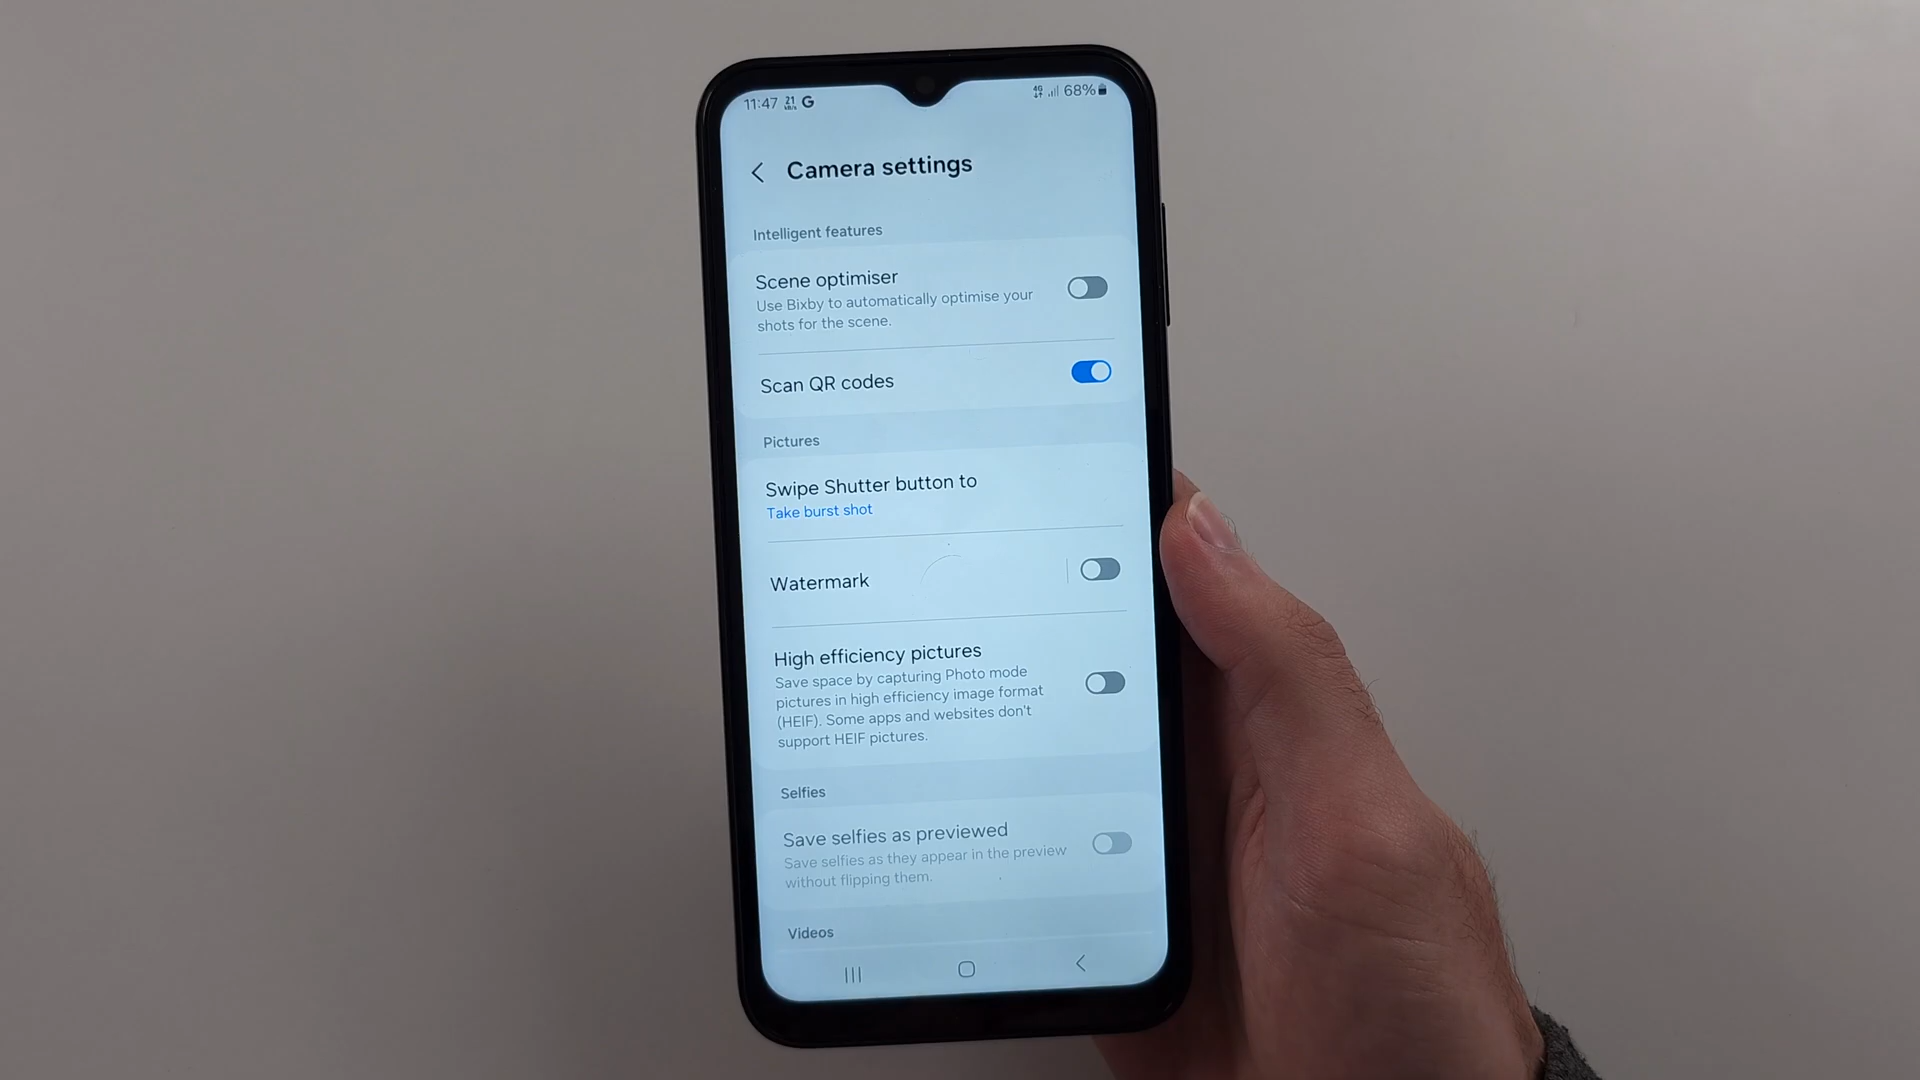 11:47 21 KB/s G 4G 68%
Camera settings
Intelligent features
Scene optimiser
Use Bixby to automatically optimise your
shots for the scene.
Scan QR codes
Pictures
Swipe Shutter button to
Take burst shot
Watermark
High efficiency pictures
Save space by capturing Photo mode
pictures in high efficiency image format
(HEIF). Some apps and websites don't
support HEIF pictures.
Selfies
Save selfies as previewed
Save selfies as they appear in the preview
without flipping them.
Videos